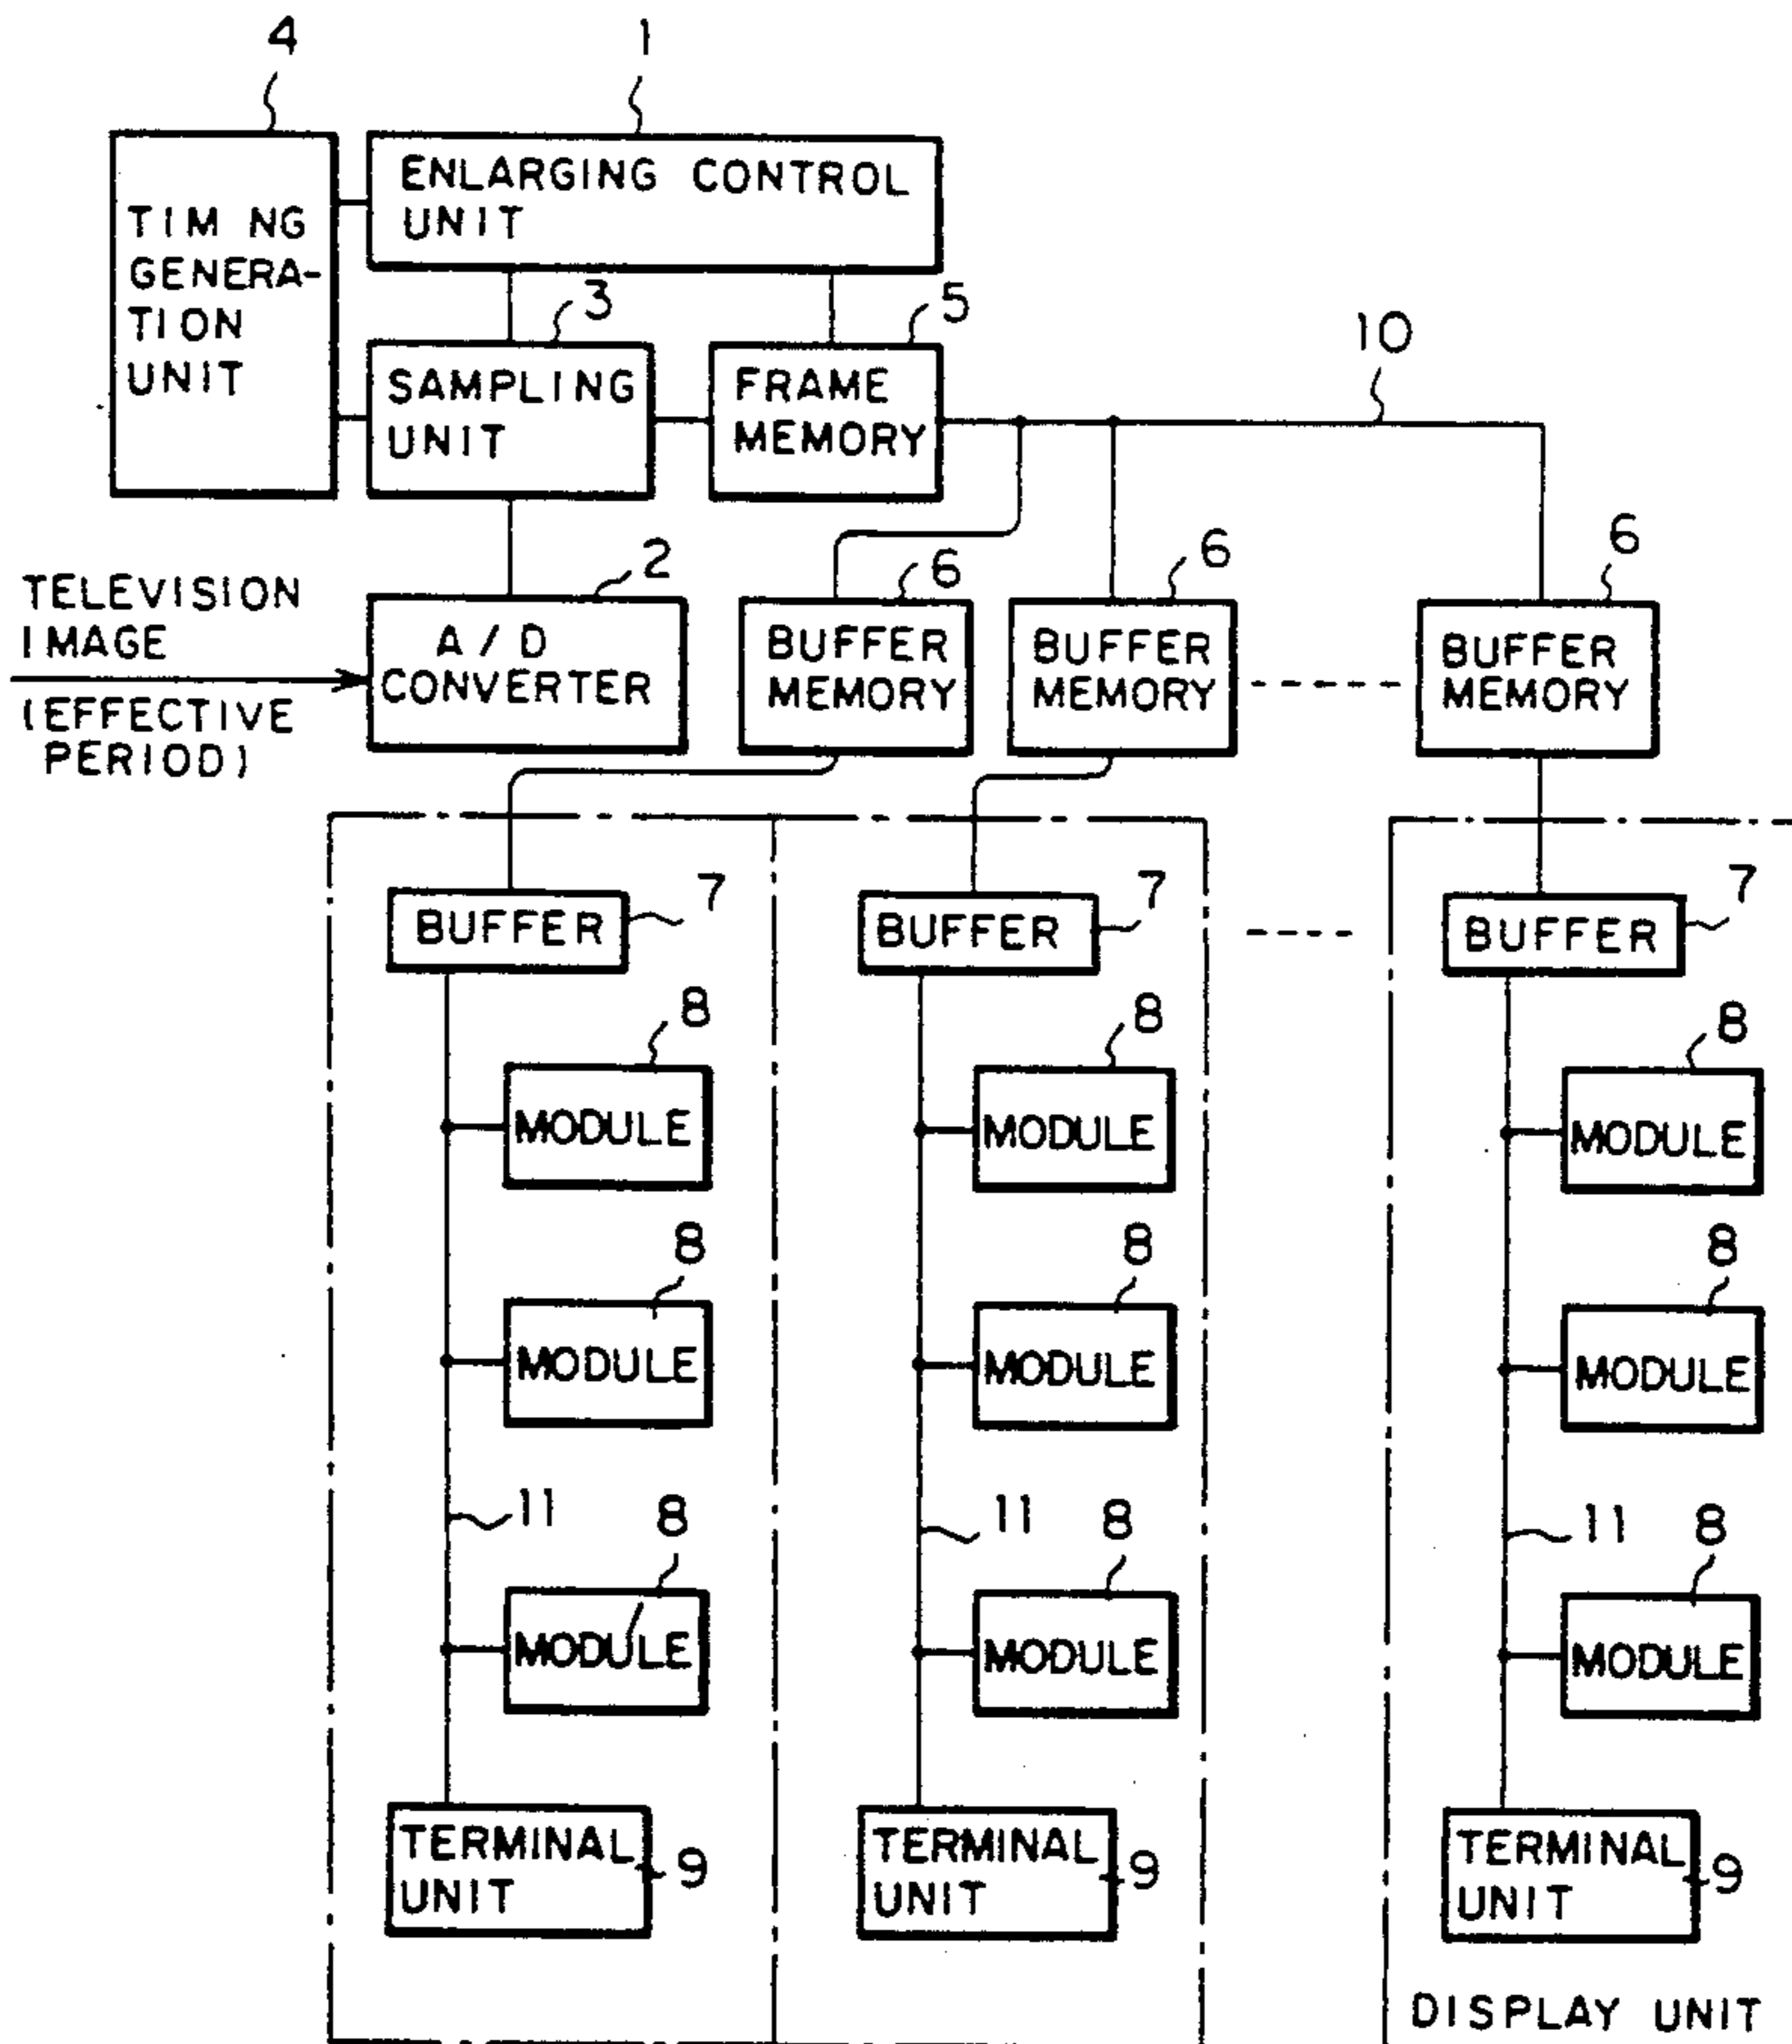 4
1
ENLARGING CONTROL
UNIT
TIM NG
GENERA-
TION
UNIT
3
5
10
SAMPLING
UNIT
FRAME
MEMORY
2
6
6
6
TELEVISION
IMAGE
(EFFECTIVE
PERIOD)
A/D
CONVERTER
BUFFER
MEMORY
BUFFER
MEMORY
BUFFER
MEMORY
7
7
7
BUFFER
BUFFER
BUFFER
8
8
8
MODULE
MODULE
MODULE
8
8
8
MODULE
MODULE
MODULE
11
8
11
8
11
8
MODULE
MODULE
MODULE
TERMINAL
UNIT
9
TERMINAL
UNIT
9
TERMINAL
UNIT
9
DISPLAY UNIT